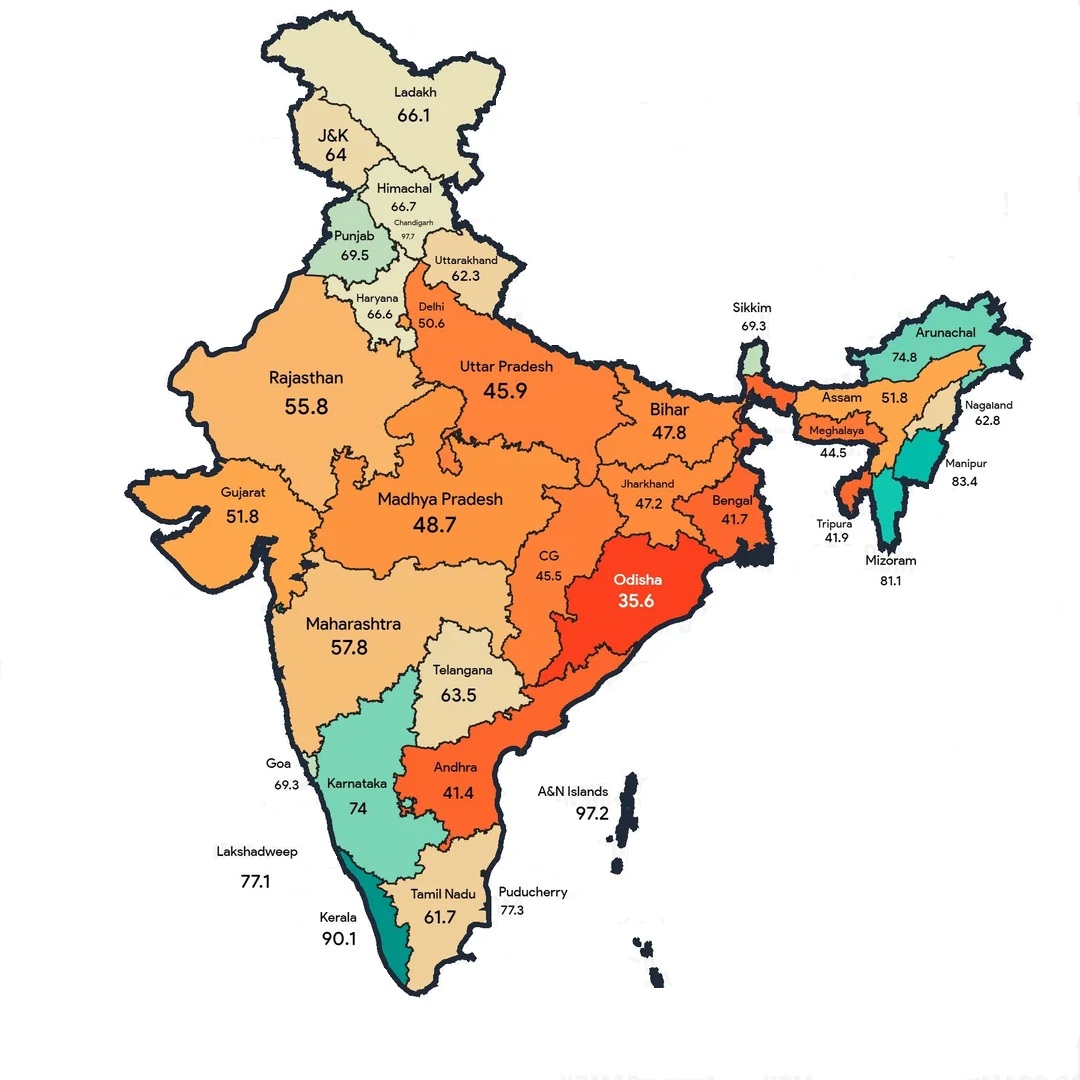 Ladakh
66.1
J&K
64
Himachal
66.7
Chandigarh
97.7
Punjab
69.5
Uttarakhand
62.3
Haryana
66.6
Delhi
50.6
Sikkim
69.3
Arunachal
74.8
Rajasthan
55.8
Uttar Pradesh
45.9
Bihar
47.8
Assam 51.8
Nagaland
62.8
Meghalaya
44.5
Manipur
83.4
Gujarat
51.8
Madhya Pradesh
48.7
Jharkhand
47.2
Bengal
41.7
Tripura
41.9
Mizoram
81.1
CG
45.5
Odisha
35.6
Maharashtra
57.8
Telangana
63.5
Goa
69.3
Karnataka
74
Andhra
41.4
A&N Islands
97.2
Lakshadweep
77.1
Kerala
90.1
Tamil Nadu
61.7
Puducherry
77.3